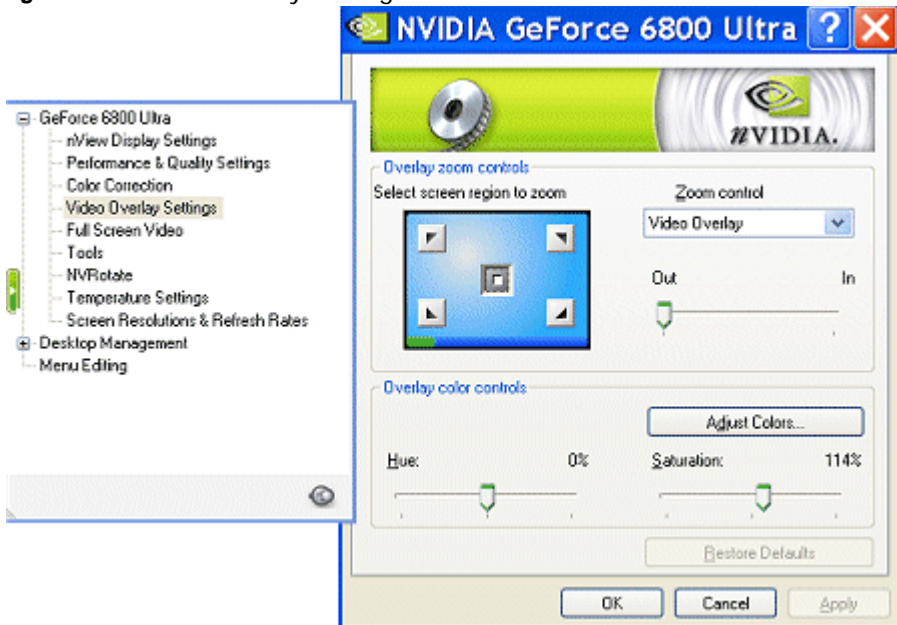 NVIDIA GeForce 6800 Ultra
GeForce 6800 Ultra
nView Display Settings
Performance & Quality Settings
Color Correction
Video Overlay Settings
Full Screen Video
Tools
NVRotate
Temperature Settings
Screen Resolutions & Refresh Rates
Desktop Management
Menu Editing
nVIDIA.
Overlay zoom controls
Select screen region to zoom
Zoom control
Video Overlay
Out In
Overlay color controls
Adjust Colors...
Hue: 0% Saturation: 114%
Restore Defaults
OK Cancel Apply